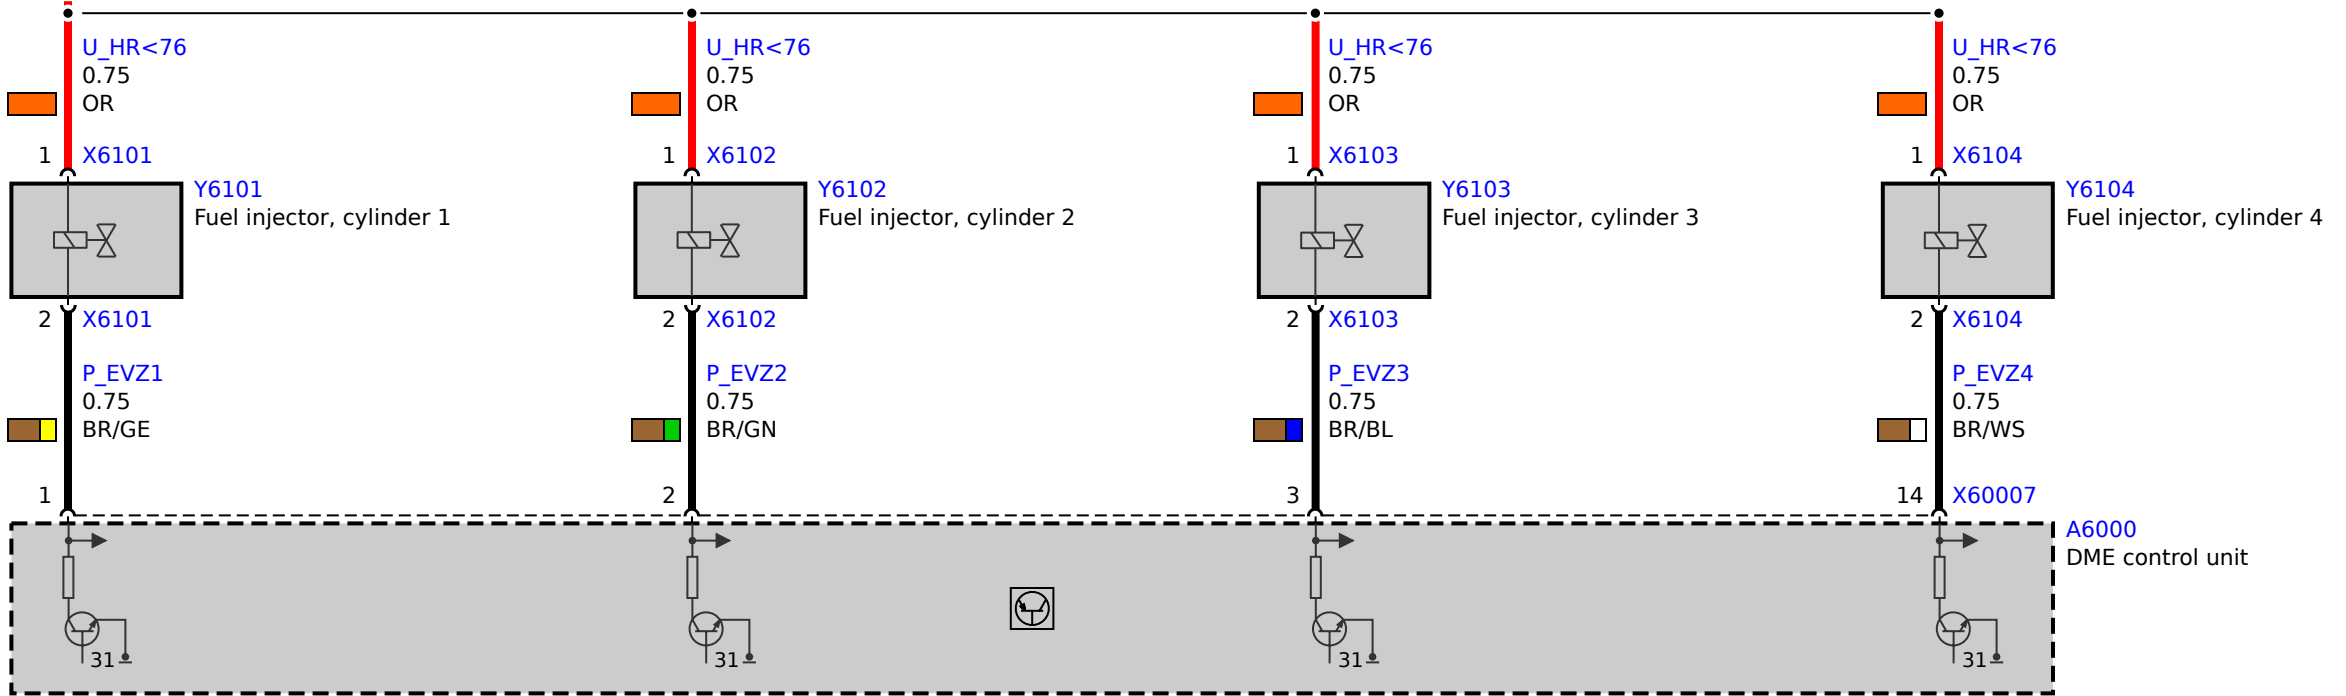 U_HR<76 U_HR<76 U_HR<76 U_HR<76
0.75 0.75 0.75 0.75
OR OR OR OR
1 X6101 1 X6102 1 X6103 1 X6104
Y6101 Y6102 Y6103 Y6104
Fuel injector, cylinder 1 Fuel injector, cylinder 2 Fuel injector, cylinder 3 Fuel injector, cylinder 4
2 X6101 2 X6102 2 X6103 2 X6104
P_EVZ1 P_EVZ2 P_EVZ3 P_EVZ4
0.75 0.75 0.75 0.75
BR/GE BR/GN BR/BL BR/WS
1 2 3 14 X60007
A6000
DME control unit
31 31 31 31